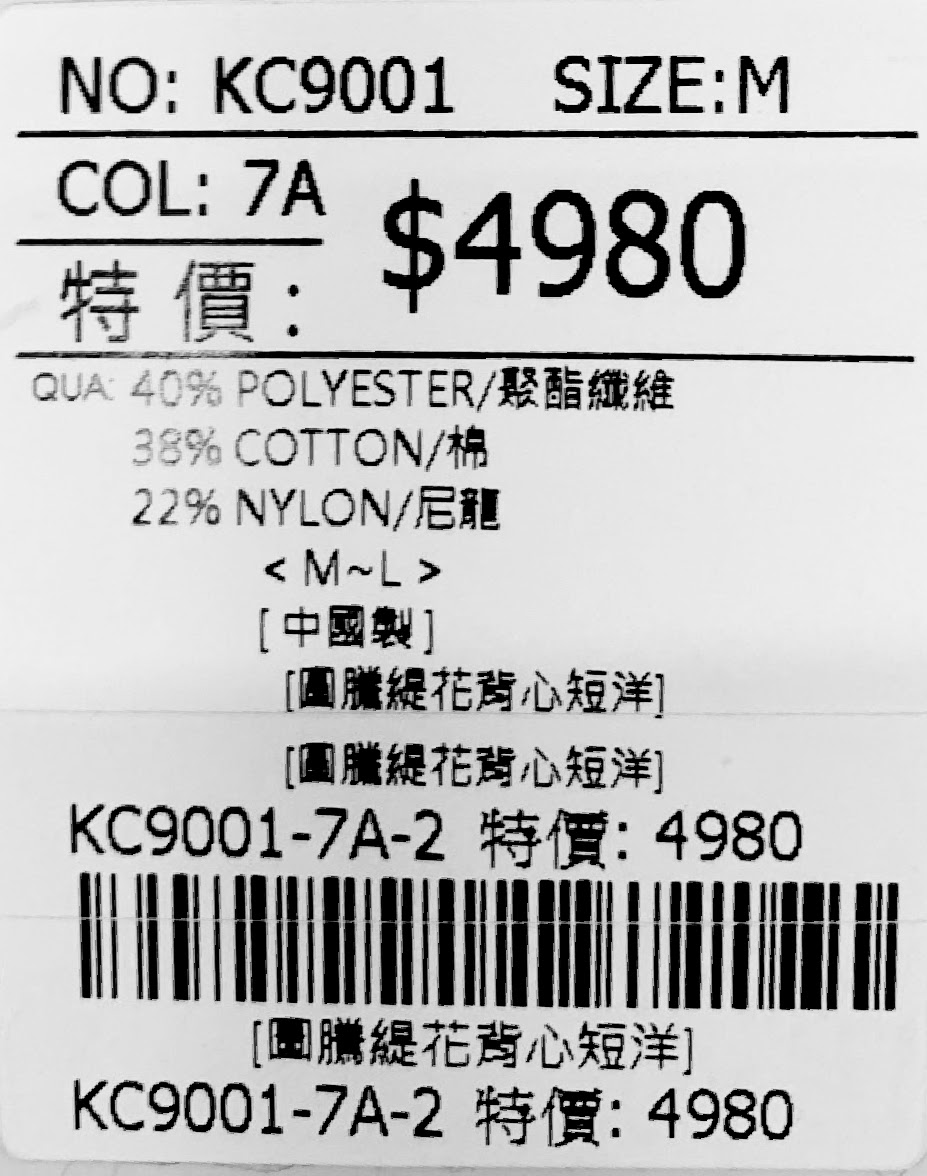 NO: KC9001 SIZE:M
COL: 7A
$4980
特價:
QUA: 40% POLYESTER/聚酯纖維
38% COTTON/棉
22% NYLON/尼龍
< M~L >
[中國製]
[圖騰緹花背心短洋]
[圖騰緹花背心短洋]
KC9001-7A-2 特價: 4980
[圖騰緹花背心短洋]
KC9001-7A-2 特價: 4980